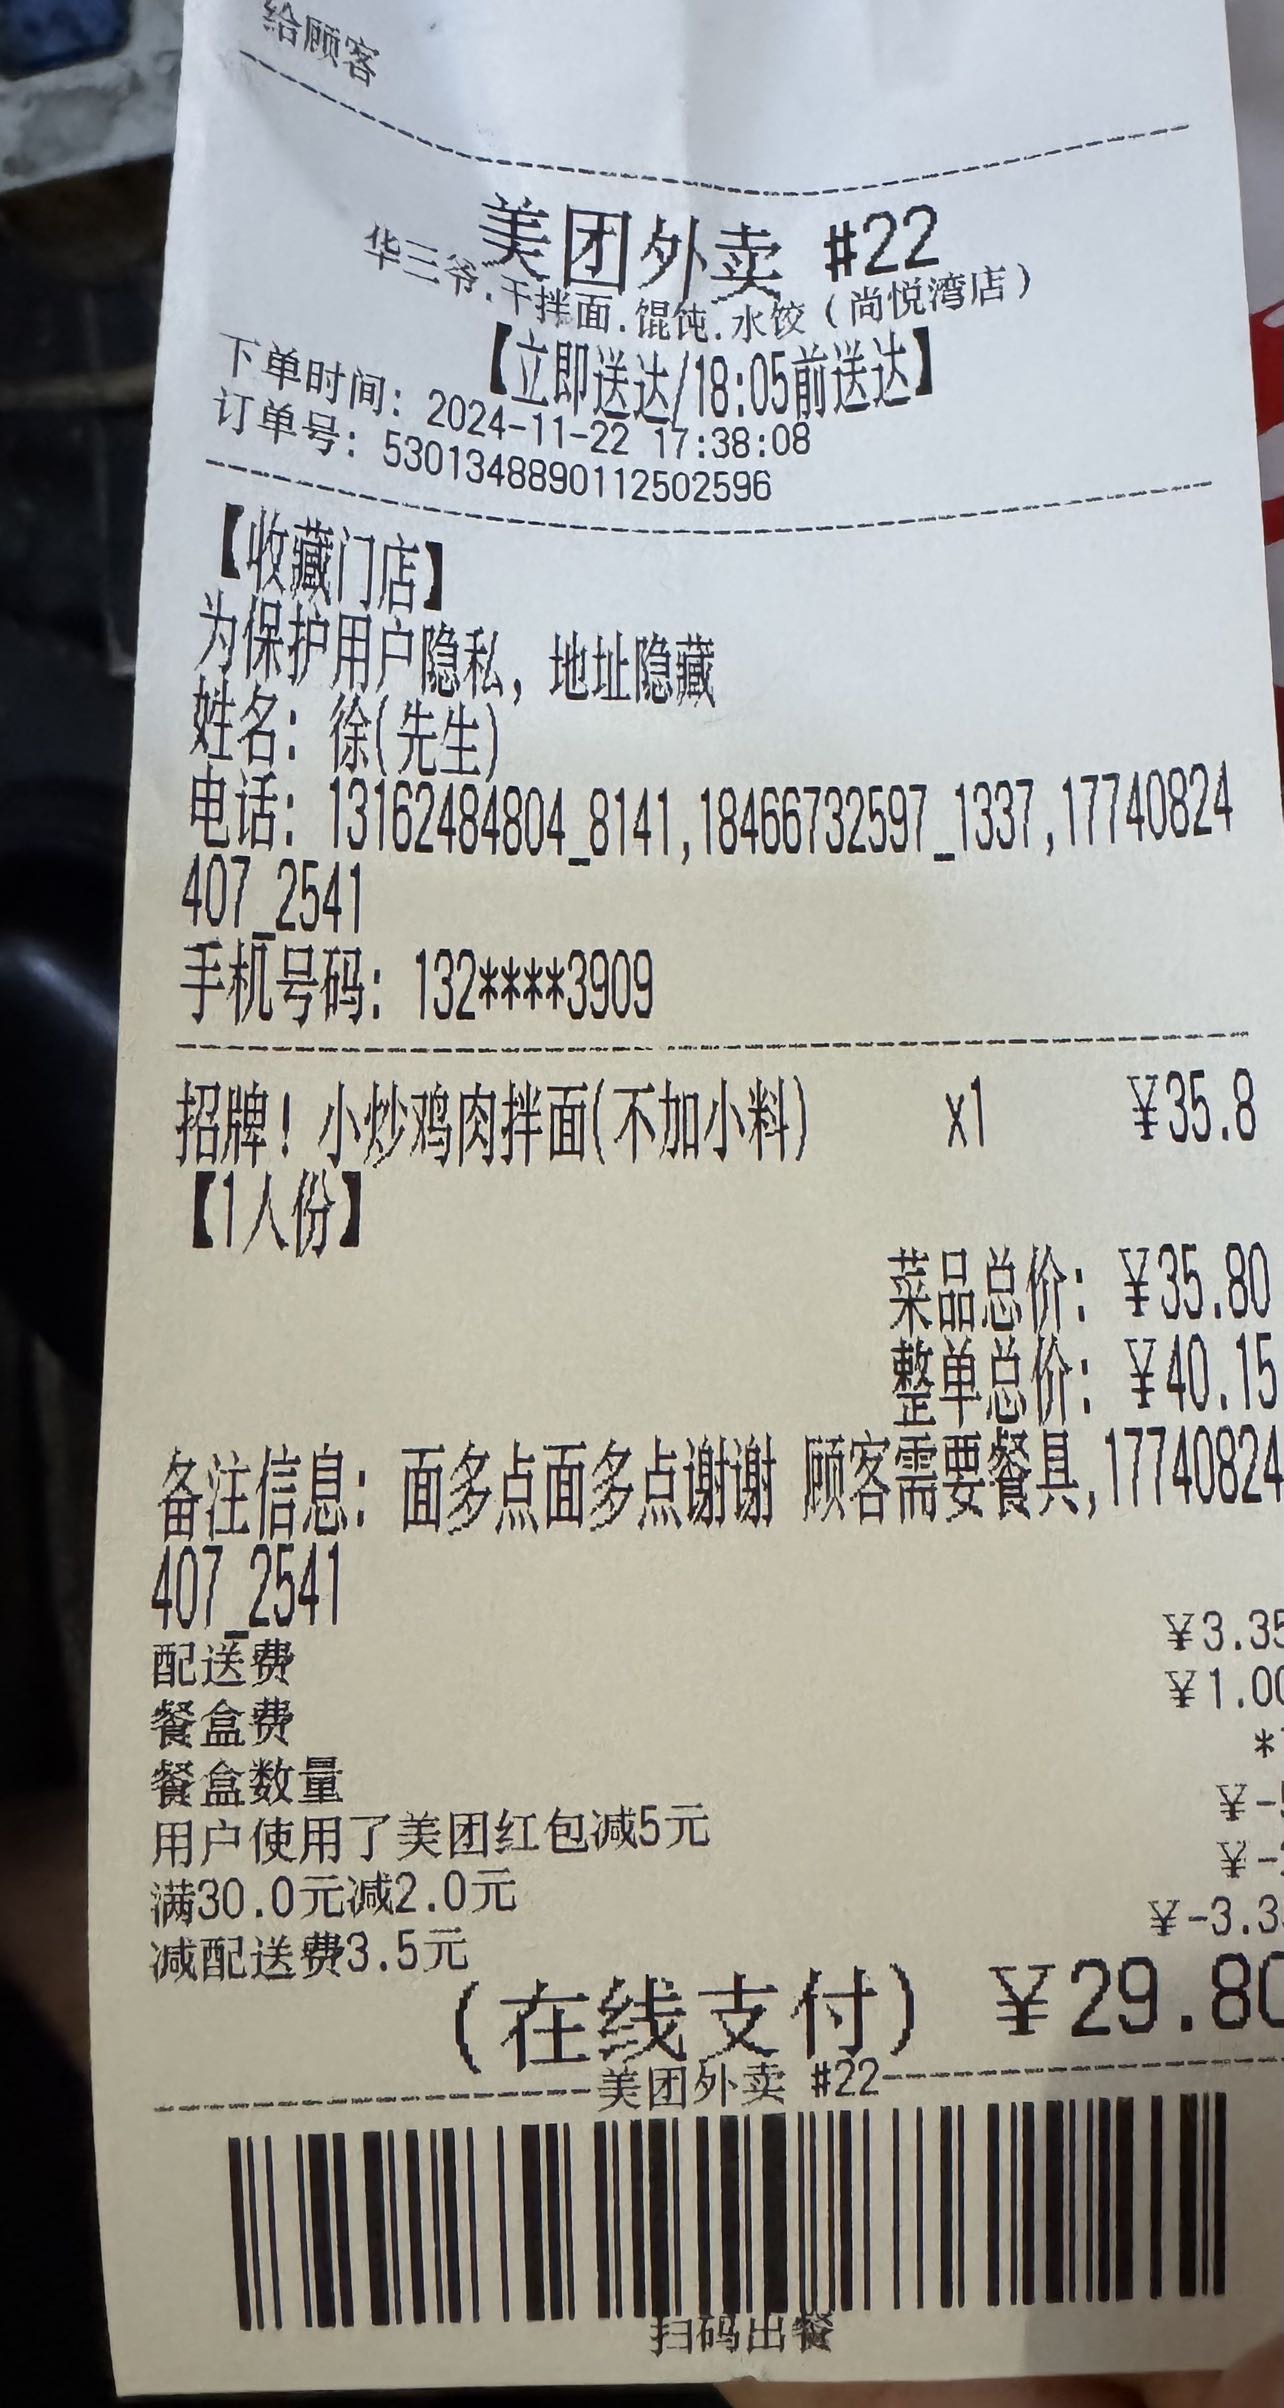 给顾客
美团外卖 #22
华三爷.干拌面.馄饨.水饺(尚悦湾店)
【立即送达/18:05前送达】
下单时间: 2024-11-22 17:38:08
订单号: 5301348890112502596
【收藏门店】
为保护用户隐私, 地址隐藏
姓名: 徐(先生)
电话: 13162484804_8141,18466732597_1337,17740824
407_2541
手机号码: 132****3909
招牌! 小炒鸡肉拌面(不加小料) x1 ¥35.8
【1人份】
菜品总价: ¥35.80
整单总价: ¥40.15
备注信息: 面多点面多点谢谢 顾客需要餐具,17740824
407_2541
配送费 ¥3.35
餐盒费 ¥1.00
餐盒数量
用户使用了美团红包减5元
满30.0元减2.0元
减配送费3.5元 ¥-3.3
(在线支付) ¥29.80
美团外卖 #22
扫码出餐